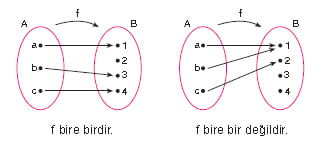 f
A B
a 1
b 2
3
c 4
f bire birdir.
f
A B
a 1
b 2
3
c 4
f bire bir değildir.